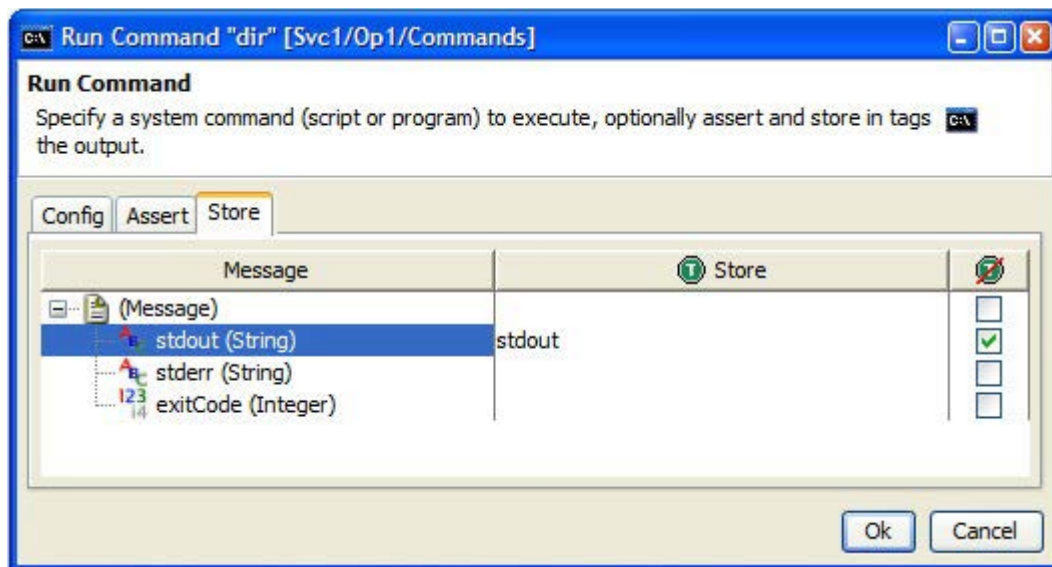 Run Command "dir" [Svc1/Op1/Commands]
Run Command
Specify a system command (script or program) to execute, optionally assert and store in tags
the output.
Config Assert Store
Message Store
(Message)
stdout (String) stdout
stderr (String)
exitCode (Integer)
Ok Cancel